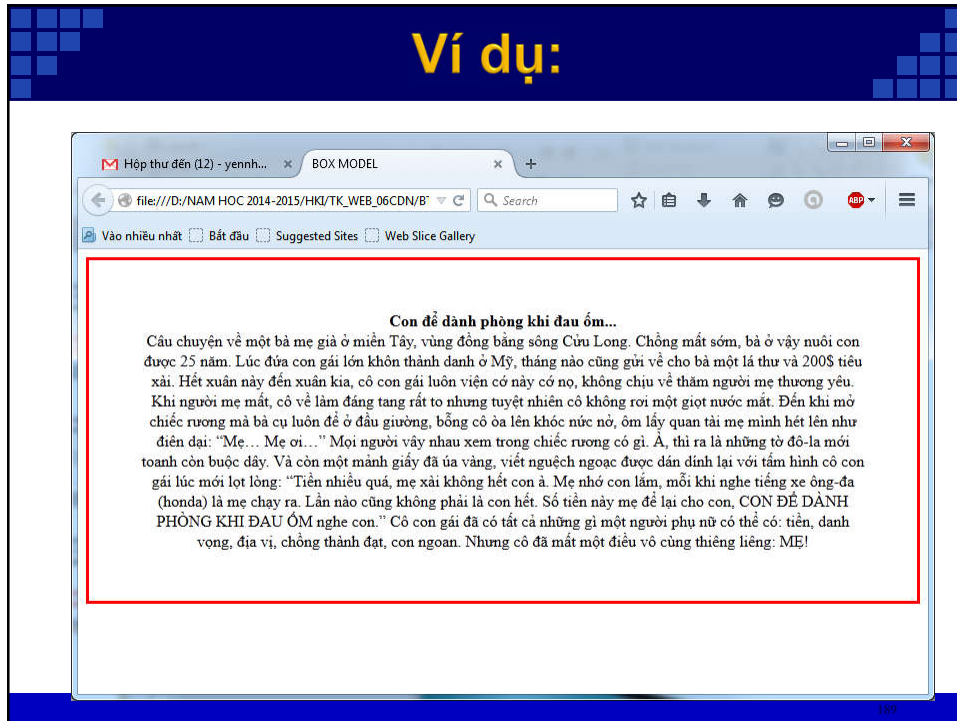 Ví dụ:
Hộp thư đến (12) - yennh... × BOX MODEL × +
file:///D:/NAM HOC 2014-2015/HKI/TK_WEB_06CDN/BT Search ABP
Vào nhiều nhất Bắt đầu Suggested Sites Web Slice Gallery
Con để dành phòng khi đau ốm...
Câu chuyện về một bà mẹ già ở miền Tây, vùng đồng bằng sông Cửu Long. Chồng mất sớm, bà ở vậy nuôi con
được 25 năm. Lúc đứa con gái lớn khôn thành danh ở Mỹ, tháng nào cũng gửi về cho bà một lá thư và 200$ tiêu
xài. Hết xuân này đến xuân kia, cô con gái luôn viện cớ này cớ nọ, không chịu về thăm người mẹ thương yêu.
Khi người mẹ mất, cô về làm đáng tang rất to nhưng tuyệt nhiên cô không rơi một giọt nước mắt. Đến khi mở
chiếc rương mà bà cụ luôn để ở đầu giường, bỗng cô òa lên khóc nức nở, ôm lấy quan tài mẹ mình hét lên như
điên dại: “Mẹ… Mẹ ơi…” Mọi người vây nhau xem trong chiếc rương có gì. À, thì ra là những tờ đô-la mới
toanh còn buộc dây. Và còn một mảnh giấy đã úa vàng, viết nguệch ngoạc được dán dính lại với tấm hình cô con
gái lúc mới lọt lòng: “Tiền nhiều quá, mẹ xài không hết con à. Mẹ nhớ con lắm, mỗi khi nghe tiếng xe ông-đa
(honda) là mẹ chạy ra. Lần nào cũng không phải là con hết. Số tiền này mẹ để lại cho con, CON ĐỂ DÀNH
PHÒNG KHI ĐAU ỐM nghe con.” Cô con gái đã có tất cả những gì một người phụ nữ có thể có: tiền, danh
vọng, địa vị, chồng thành đạt, con ngoan. Nhưng cô đã mất một điều vô cùng thiêng liêng: MẸ!
189